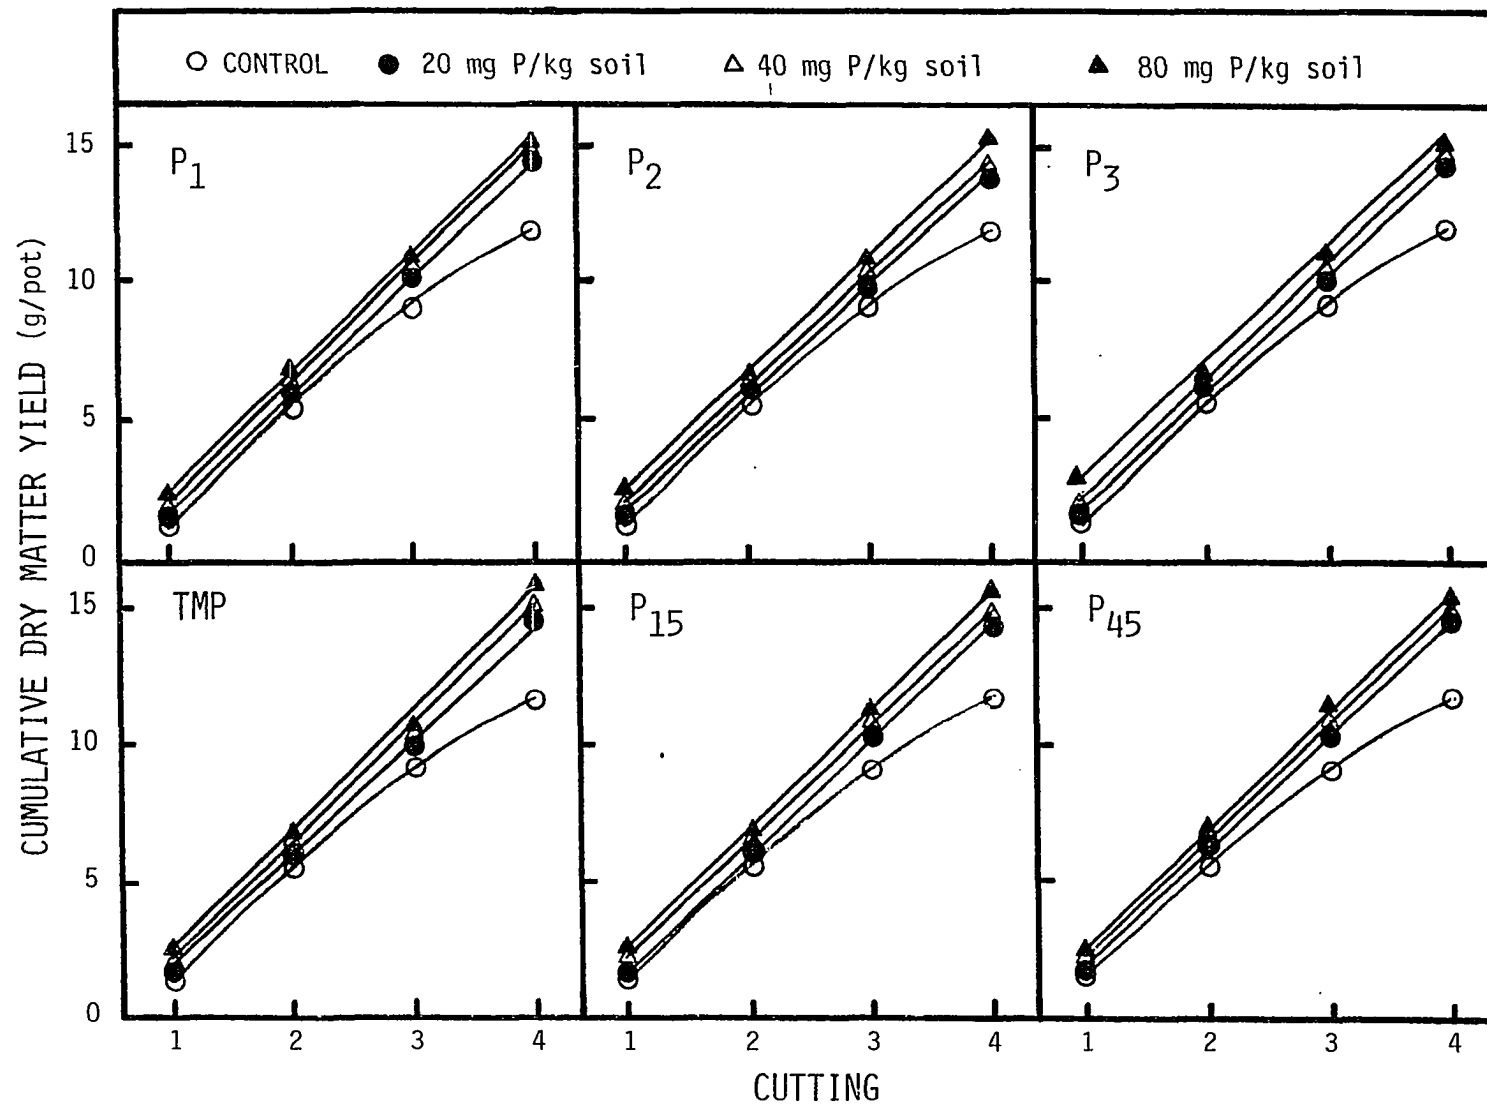 ○ CONTROL ● 20 mg P/kg soil △ 40 mg P/kg soil ▲ 80 mg P/kg soil
CUMULATIVE DRY MATTER YIELD (g/pot)
15
10
5
0
P1
P2
P3
15
10
5
0
TMP
P15
P45
1 2 3 4 1 2 3 4 1 2 3 4
CUTTING